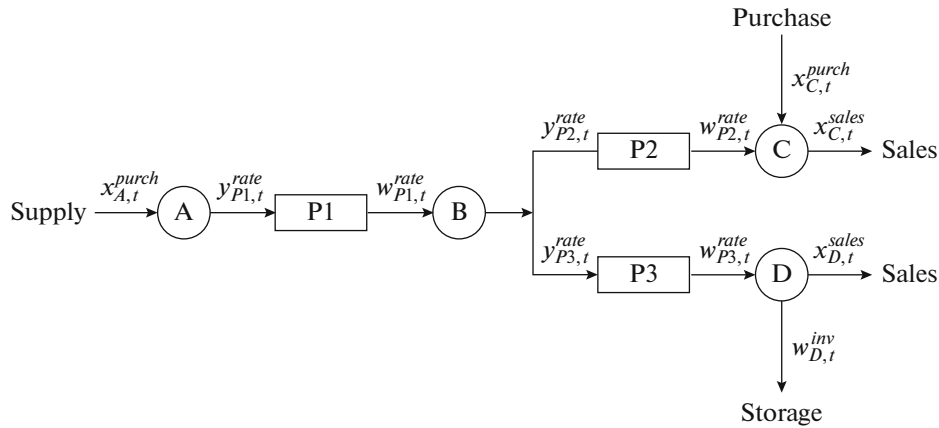 Purchase
x_{C,t}^{purch}
y_{P2,t}^{rate} P2 w_{P2,t}^{rate} C x_{C,t}^{sales} Sales
Supply x_{A,t}^{purch} A y_{P1,t}^{rate} P1 w_{P1,t}^{rate} B
y_{P3,t}^{rate} P3 w_{P3,t}^{rate} D x_{D,t}^{sales} Sales
w_{D,t}^{inv}
Storage